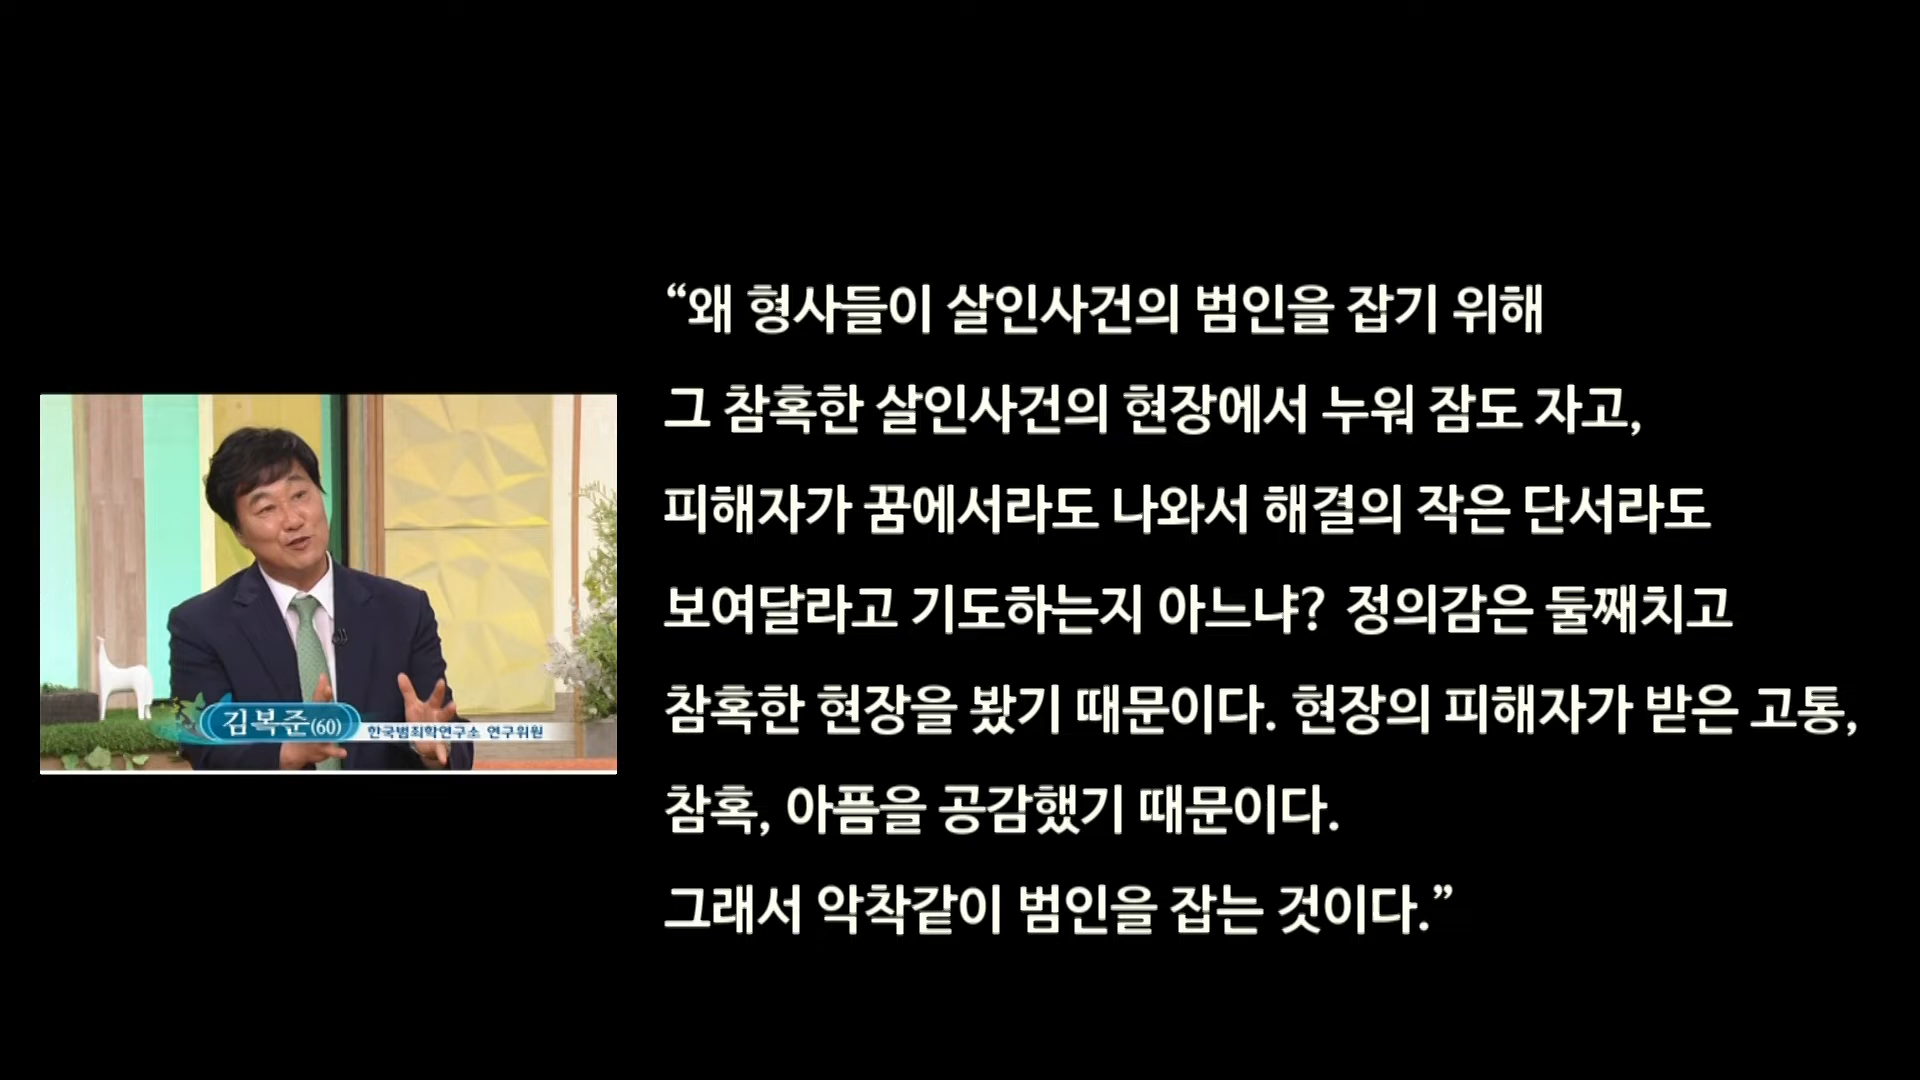 “왜 형사들이 살인사건의 범인을 잡기 위해
그 참혹한 살인사건의 현장에서 누워 잠도 자고,
피해자가 꿈에서라도 나와서 해결의 작은 단서라도
보여달라고 기도하는지 아느냐? 정의감은 둘째치고
참혹한 현장을 봤기 때문이다. 현장의 피해자가 받은 고통,
참혹, 아픔을 공감했기 때문이다.
그래서 악착같이 범인을 잡는 것이다.”
김복준(60) 한국범죄학연구소 연구위원